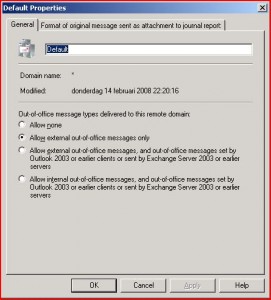 Default Properties
General
Format of original message sent as attachment to journal report:
Default
Domain name:
*
Modified:
donderdag 14 februari 2008 22:20:16
Out-of-office message types delivered to this remote domain:
Allow none
Allow external out-of-office messages only
Allow external out-of-office messages, and out-of-office messages set by
Outlook 2003 or earlier clients or sent by Exchange Server 2003 or earlier
servers
Allow internal out-of-office messages, and out-of-office messages set by
Outlook 2003 or earlier clients or sent by Exchange Server 2003 or earlier
servers
OK
Cancel
Apply
Help